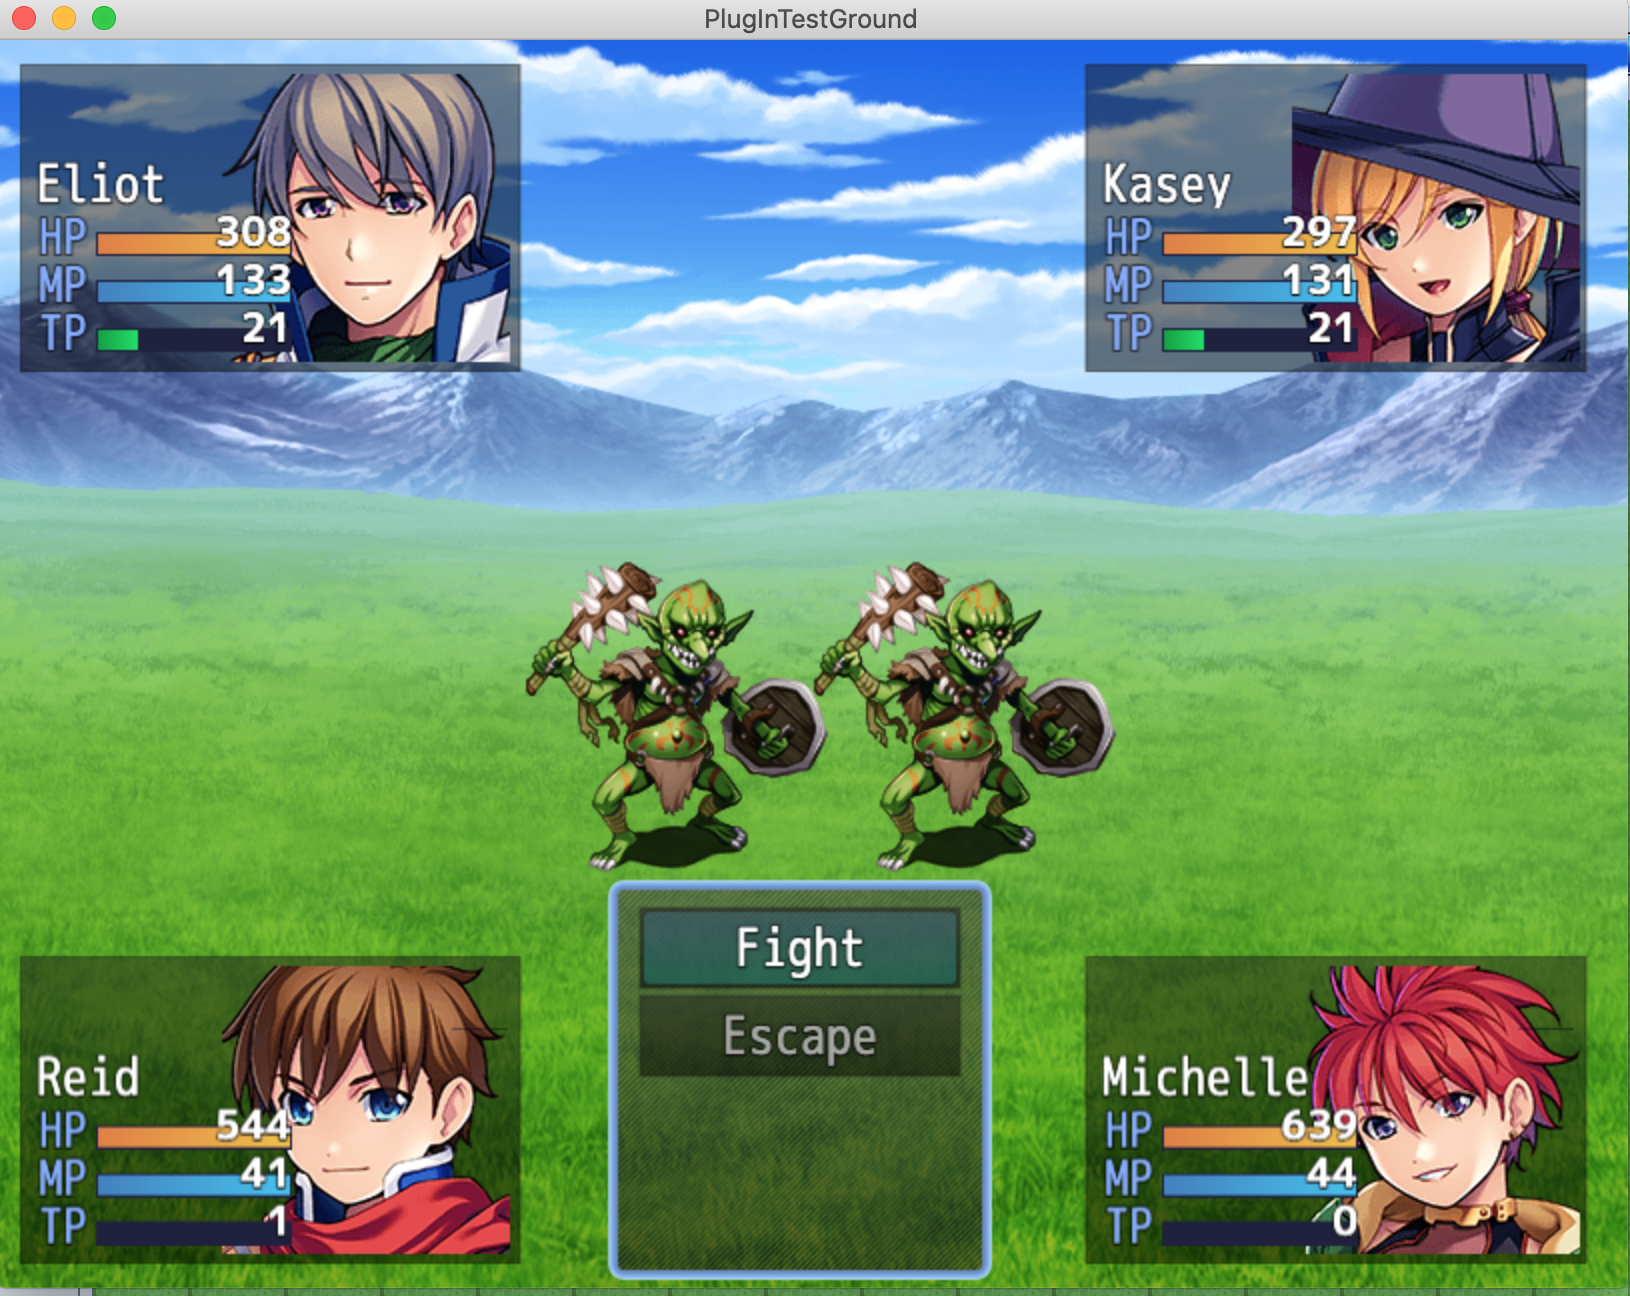 PlugInTestGround
Eliot
HP 308
MP 133
TP 21
Kasey
HP 297
MP 131
TP 21
Reid
HP 544
MP 41
TP 1
Fight
Escape
Michelle
HP 639
MP 44
TP 0